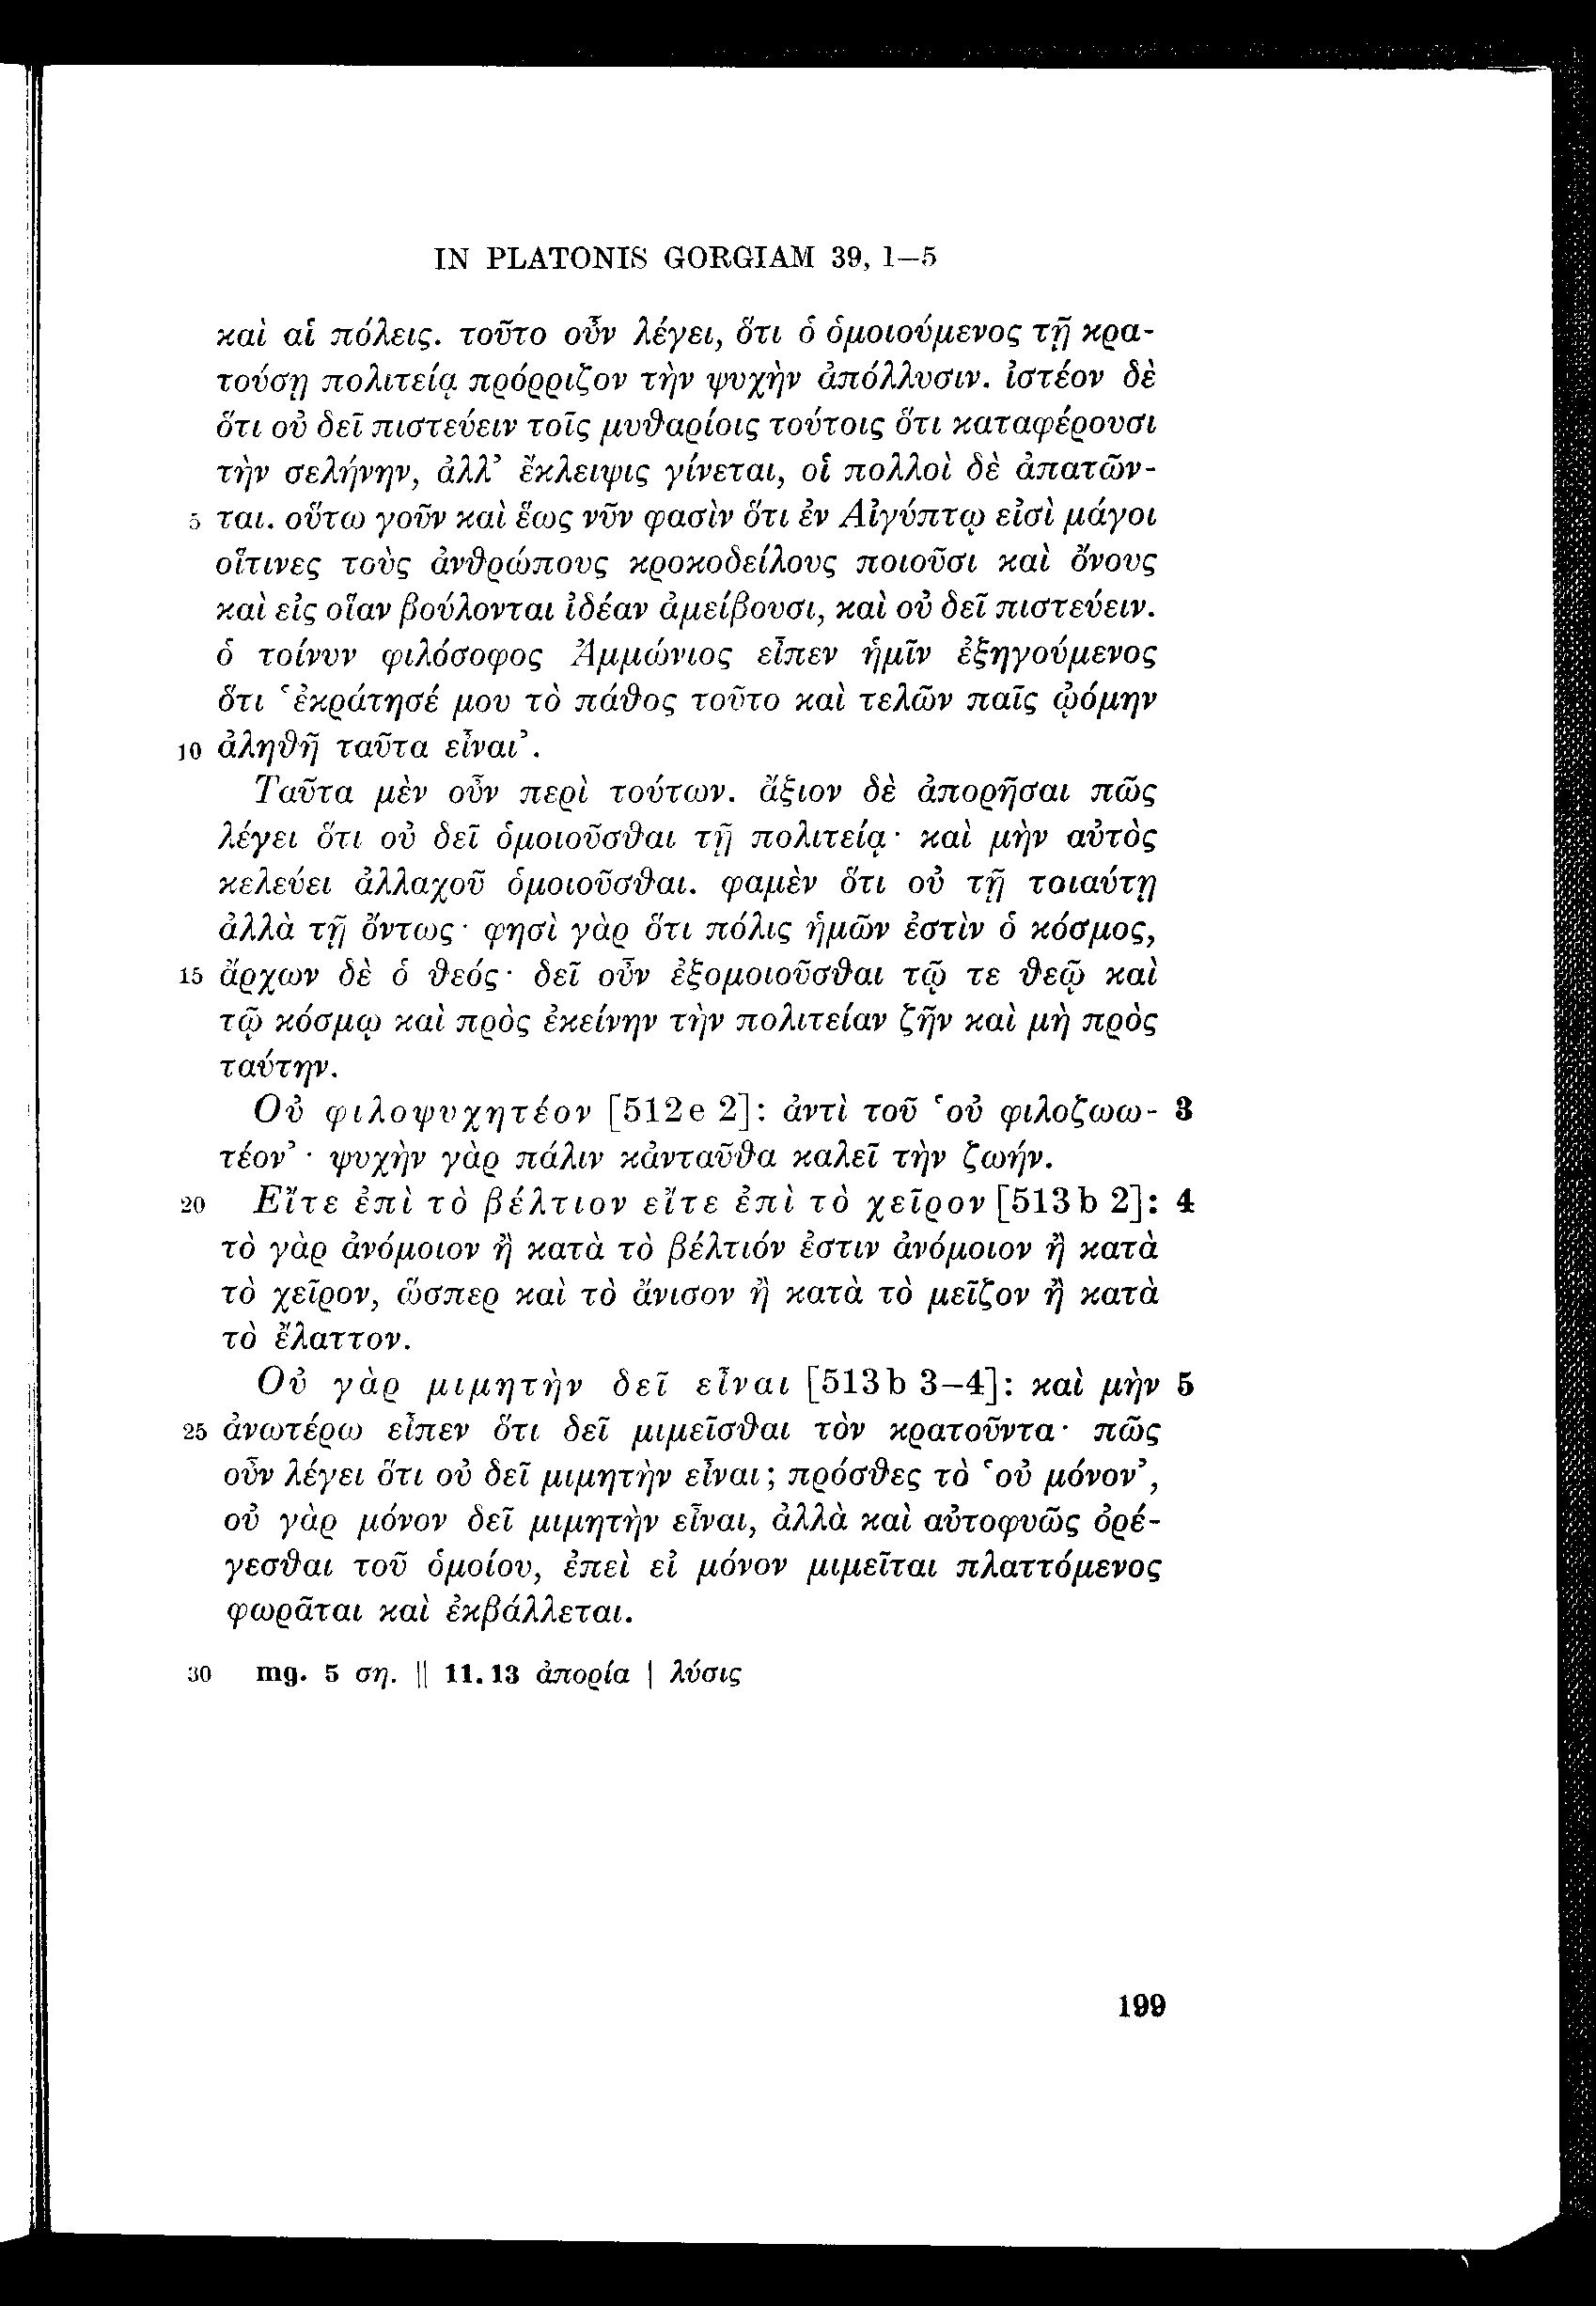 IN PLATONIS GORGIAM 39, 1–5
καὶ αἱ πόλεις. τοῦτο οὖν λέγει, ὅτι ὁ ὁμοιούμενος τῇ κρα-
τούσῃ πολιτείᾳ πρόρριζον τὴν ψυχὴν ἀπόλλυσιν. ἰστέον δὲ
ὅτι οὐ δεῖ πιστεύειν τοῖς μυθαρίοις τούτοις ὅτι καταφέρουσι
τὴν σελήνην, ἀλλ’ ἔκλειψις γίνεται, οἱ πολλοὶ δὲ ἀπατῶν-
5 ται. οὕτω γοῦν καὶ ἕως νῦν φασὶν ὅτι ἐν Αἰγύπτῳ εἰσὶ μάγοι
οἵτινες τοὺς ἀνθρώπους κροκοδείλους ποιοῦσι καὶ ὄνους
καὶ εἰς οἵαν βούλονται ἰδέαν ἀμείβουσι, καὶ οὐ δεῖ πιστεύειν.
ὁ τοίνυν φιλόσοφος Ἀμμώνιος εἶπεν ἡμῖν ἐξηγούμενος
ὅτι ‘ἐκράτησέ μου τὸ πάθος τοῦτο καὶ τελῶν παῖς ᾠόμην
10 ἀληθῆ ταῦτα εἶναι’.
Ταῦτα μὲν οὖν περὶ τούτων. ἄξιον δὲ ἀπορῆσαι πῶς
λέγει ὅτι οὐ δεῖ ὁμοιοῦσθαι τῇ πολιτείᾳ· καὶ μὴν αὐτὸς
κελεύει ἀλλαχοῦ ὁμοιοῦσθαι. φαμὲν ὅτι οὐ τῇ τοιαύτῃ
ἀλλὰ τῇ ὄντως· φησὶ γὰρ ὅτι πόλις ἡμῶν ἐστὶν ὁ κόσμος,
15 ἄρχων δὲ ὁ θεός· δεῖ οὖν ἐξομοιοῦσθαι τῷ τε θεῷ καὶ
τῷ κόσμῳ καὶ πρὸς ἐκείνην τὴν πολιτείαν ζῆν καὶ μὴ πρὸς
ταύτην.
Οὐ φιλοψυχητέον [512e 2]: ἀντὶ τοῦ ‘οὐ φιλοζωω- 3
τέον’· ψυχὴν γὰρ πάλιν κἀνταῦθα καλεῖ τὴν ζωήν.
20 Εἴτε ἐπὶ τὸ βέλτιον εἴτε ἐπὶ τὸ χεῖρον [513b 2]: 4
τὸ γὰρ ἀνόμοιον ἢ κατὰ τὸ βέλτιόν ἐστιν ἀνόμοιον ἢ κατὰ
τὸ χεῖρον, ὥσπερ καὶ τὸ ἄνισον ἢ κατὰ τὸ μεῖζον ἢ κατὰ
τὸ ἔλαττον.
Οὐ γὰρ μιμητὴν δεῖ εἶναι [513b 3–4]: καὶ μὴν 5
25 ἀνωτέρω εἶπεν ὅτι δεῖ μιμεῖσθαι τὸν κρατοῦντα· πῶς
οὖν λέγει ὅτι οὐ δεῖ μιμητὴν εἶναι; πρόσθες τὸ ‘οὐ μόνον’,
οὐ γὰρ μόνον δεῖ μιμητὴν εἶναι, ἀλλὰ καὶ αὐτοφυῶς ὀρέ-
γεσθαι τοῦ ὁμοίου, ἐπεὶ εἰ μόνον μιμεῖται πλαττόμενος
φωρᾶται καὶ ἐκβάλλεται.
30 mg. 5 ση. || 11.13 ἀπορία | λύσις
199